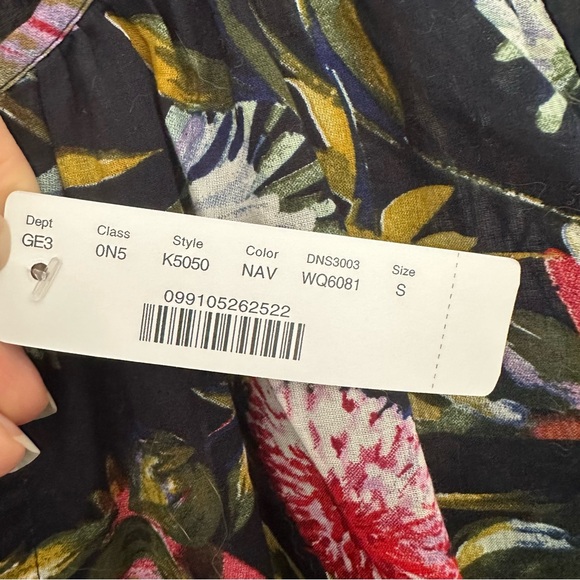 Dept Class Style Color DNS3003 Size
GE3 0N5 K5050 NAV WQ6081 S
099105262522